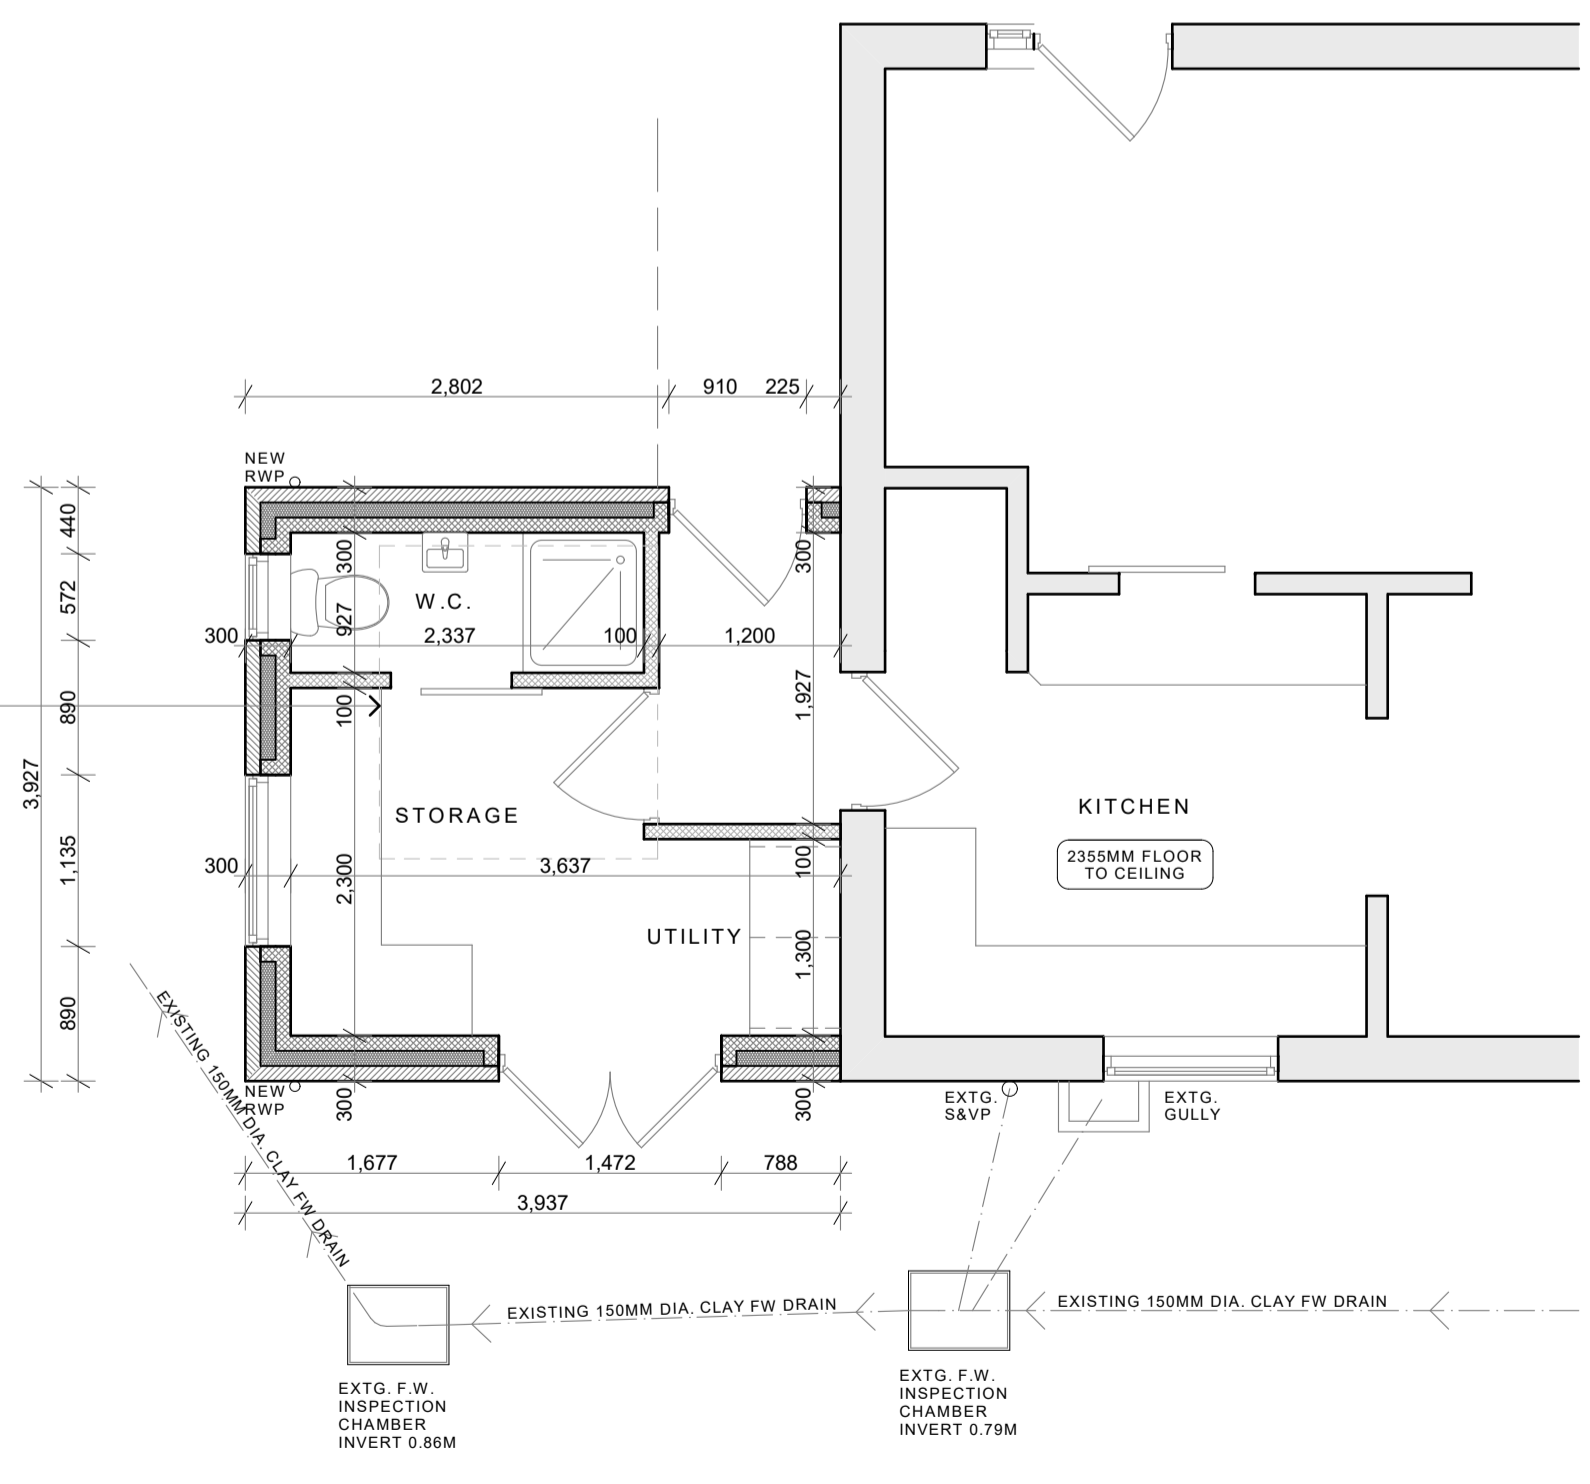 2,802
910
225
NEW
RWP
440
572
890
1,135
890
3,927
300
927
100
2,300
300
W.C.
300
2,337
100
1,200
300
1,927
100
1,300
300
STORAGE
300
3,637
UTILITY
KITCHEN
2355MM FLOOR
TO CEILING
NEW
RWP
EXISTING 150MM DIA. CLAY FW DRAIN
1,677
1,472
788
3,937
EXTG.
S&VP
EXTG.
GULLY
EXISTING 150MM DIA. CLAY FW DRAIN
EXISTING 150MM DIA. CLAY FW DRAIN
EXTG. F.W.
INSPECTION
CHAMBER
INVERT 0.86M
EXTG. F.W.
INSPECTION
CHAMBER
INVERT 0.79M